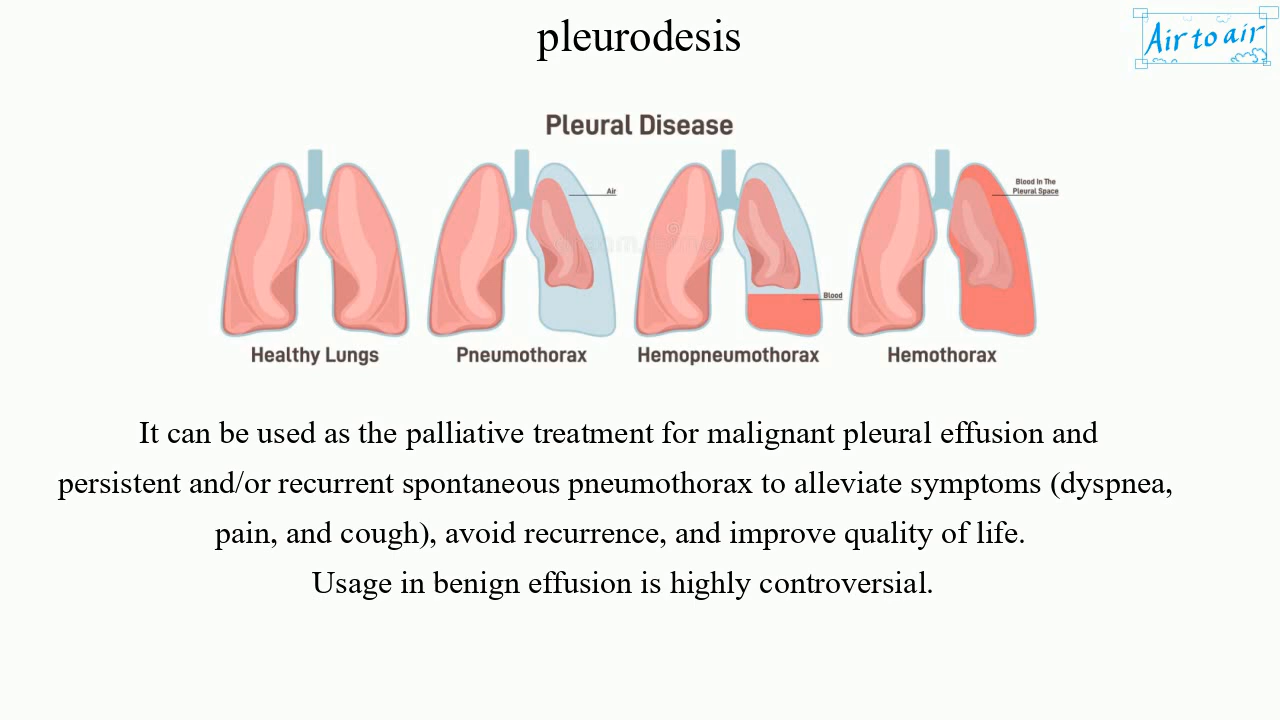 pleurodesis
Air to air
Pleural Disease
Air
Blood In The
Pleural Space
Blood
Healthy Lungs
Pneumothorax
Hemopneumothorax
Hemothorax
It can be used as the palliative treatment for malignant pleural effusion and
persistent and/or recurrent spontaneous pneumothorax to alleviate symptoms (dyspnea,
pain, and cough), avoid recurrence, and improve quality of life.
Usage in benign effusion is highly controversial.